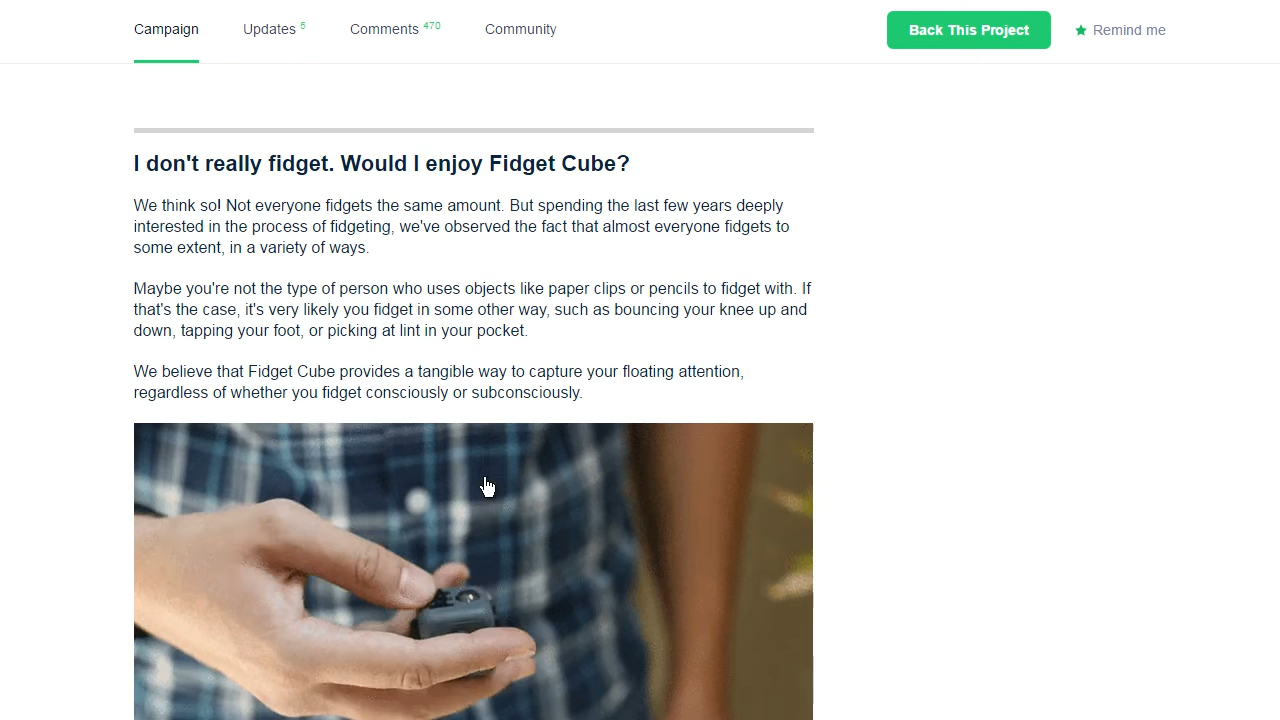 Campaign
Updates 5
Comments 470
Community
Back This Project
Remind me
I don't really fidget. Would I enjoy Fidget Cube?
We think so! Not everyone fidgets the same amount. But spending the last few years deeply
interested in the process of fidgeting, we've observed the fact that almost everyone fidgets to
some extent, in a variety of ways.
Maybe you're not the type of person who uses objects like paper clips or pencils to fidget with. If
that's the case, it's very likely you fidget in some other way, such as bouncing your knee up and
down, tapping your foot, or picking at lint in your pocket.
We believe that Fidget Cube provides a tangible way to capture your floating attention,
regardless of whether you fidget consciously or subconsciously.